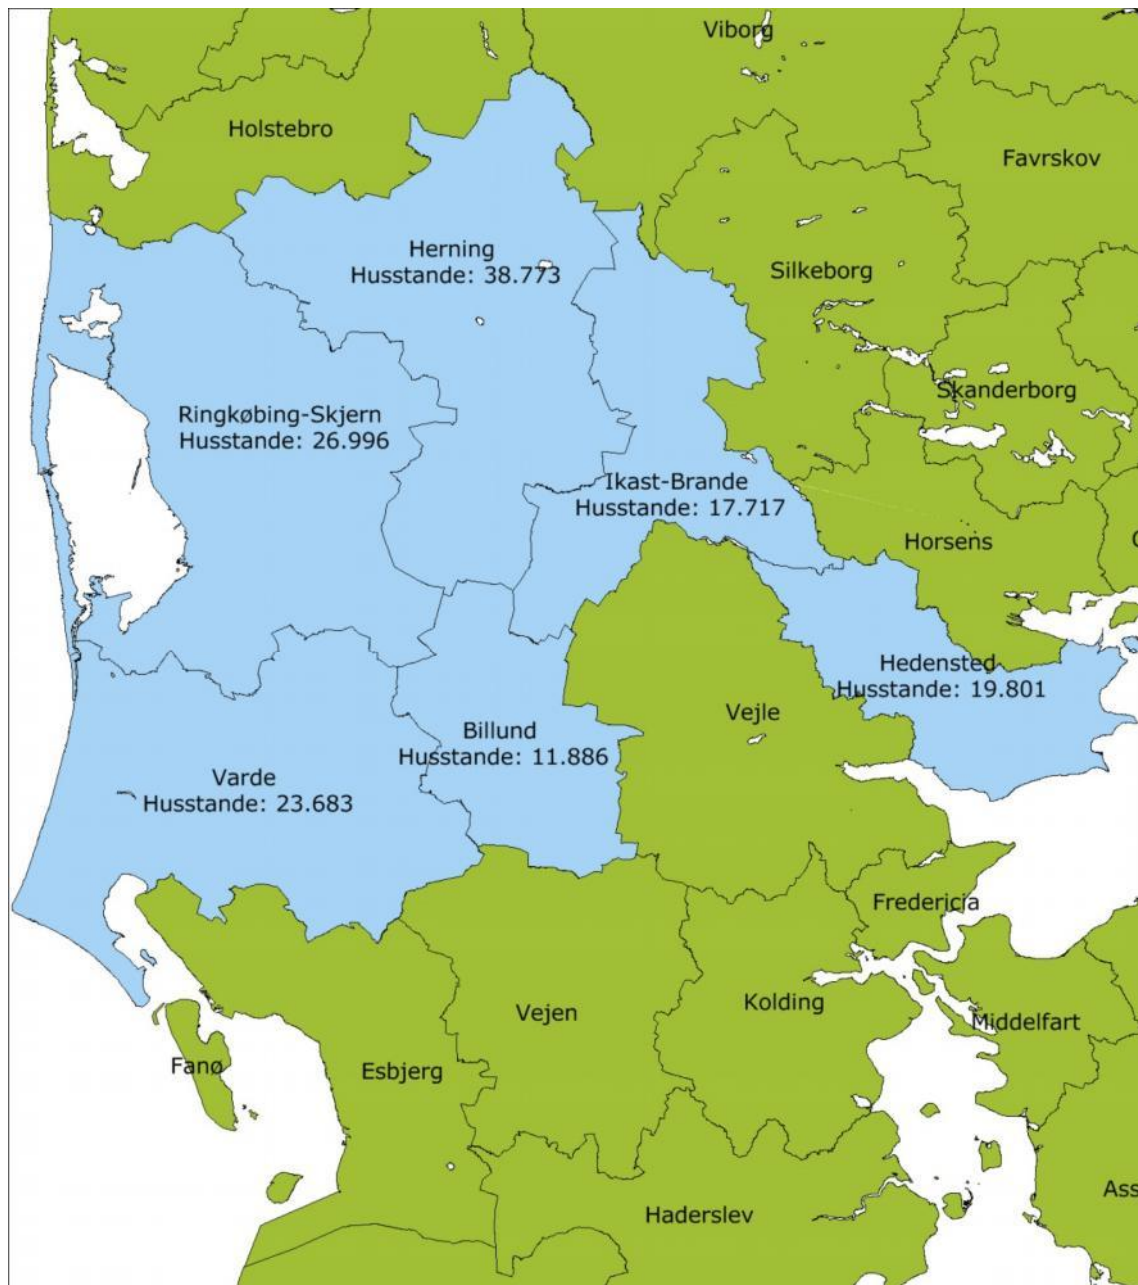 Viborg
Holstebro
Favrskov
Herning
Husstande: 38.773
Silkeborg
Skanderborg
Ringkøbing-Skjern
Husstande: 26.996
Ikast-Brande
Husstande: 17.717
Horsens
Hedensted
Husstande: 19.801
Vejle
Billund
Husstande: 11.886
Varde
Husstande: 23.683
Fredericia
Vejen
Kolding
Middelfart
Fanø
Esbjerg
Ass
Haderslev